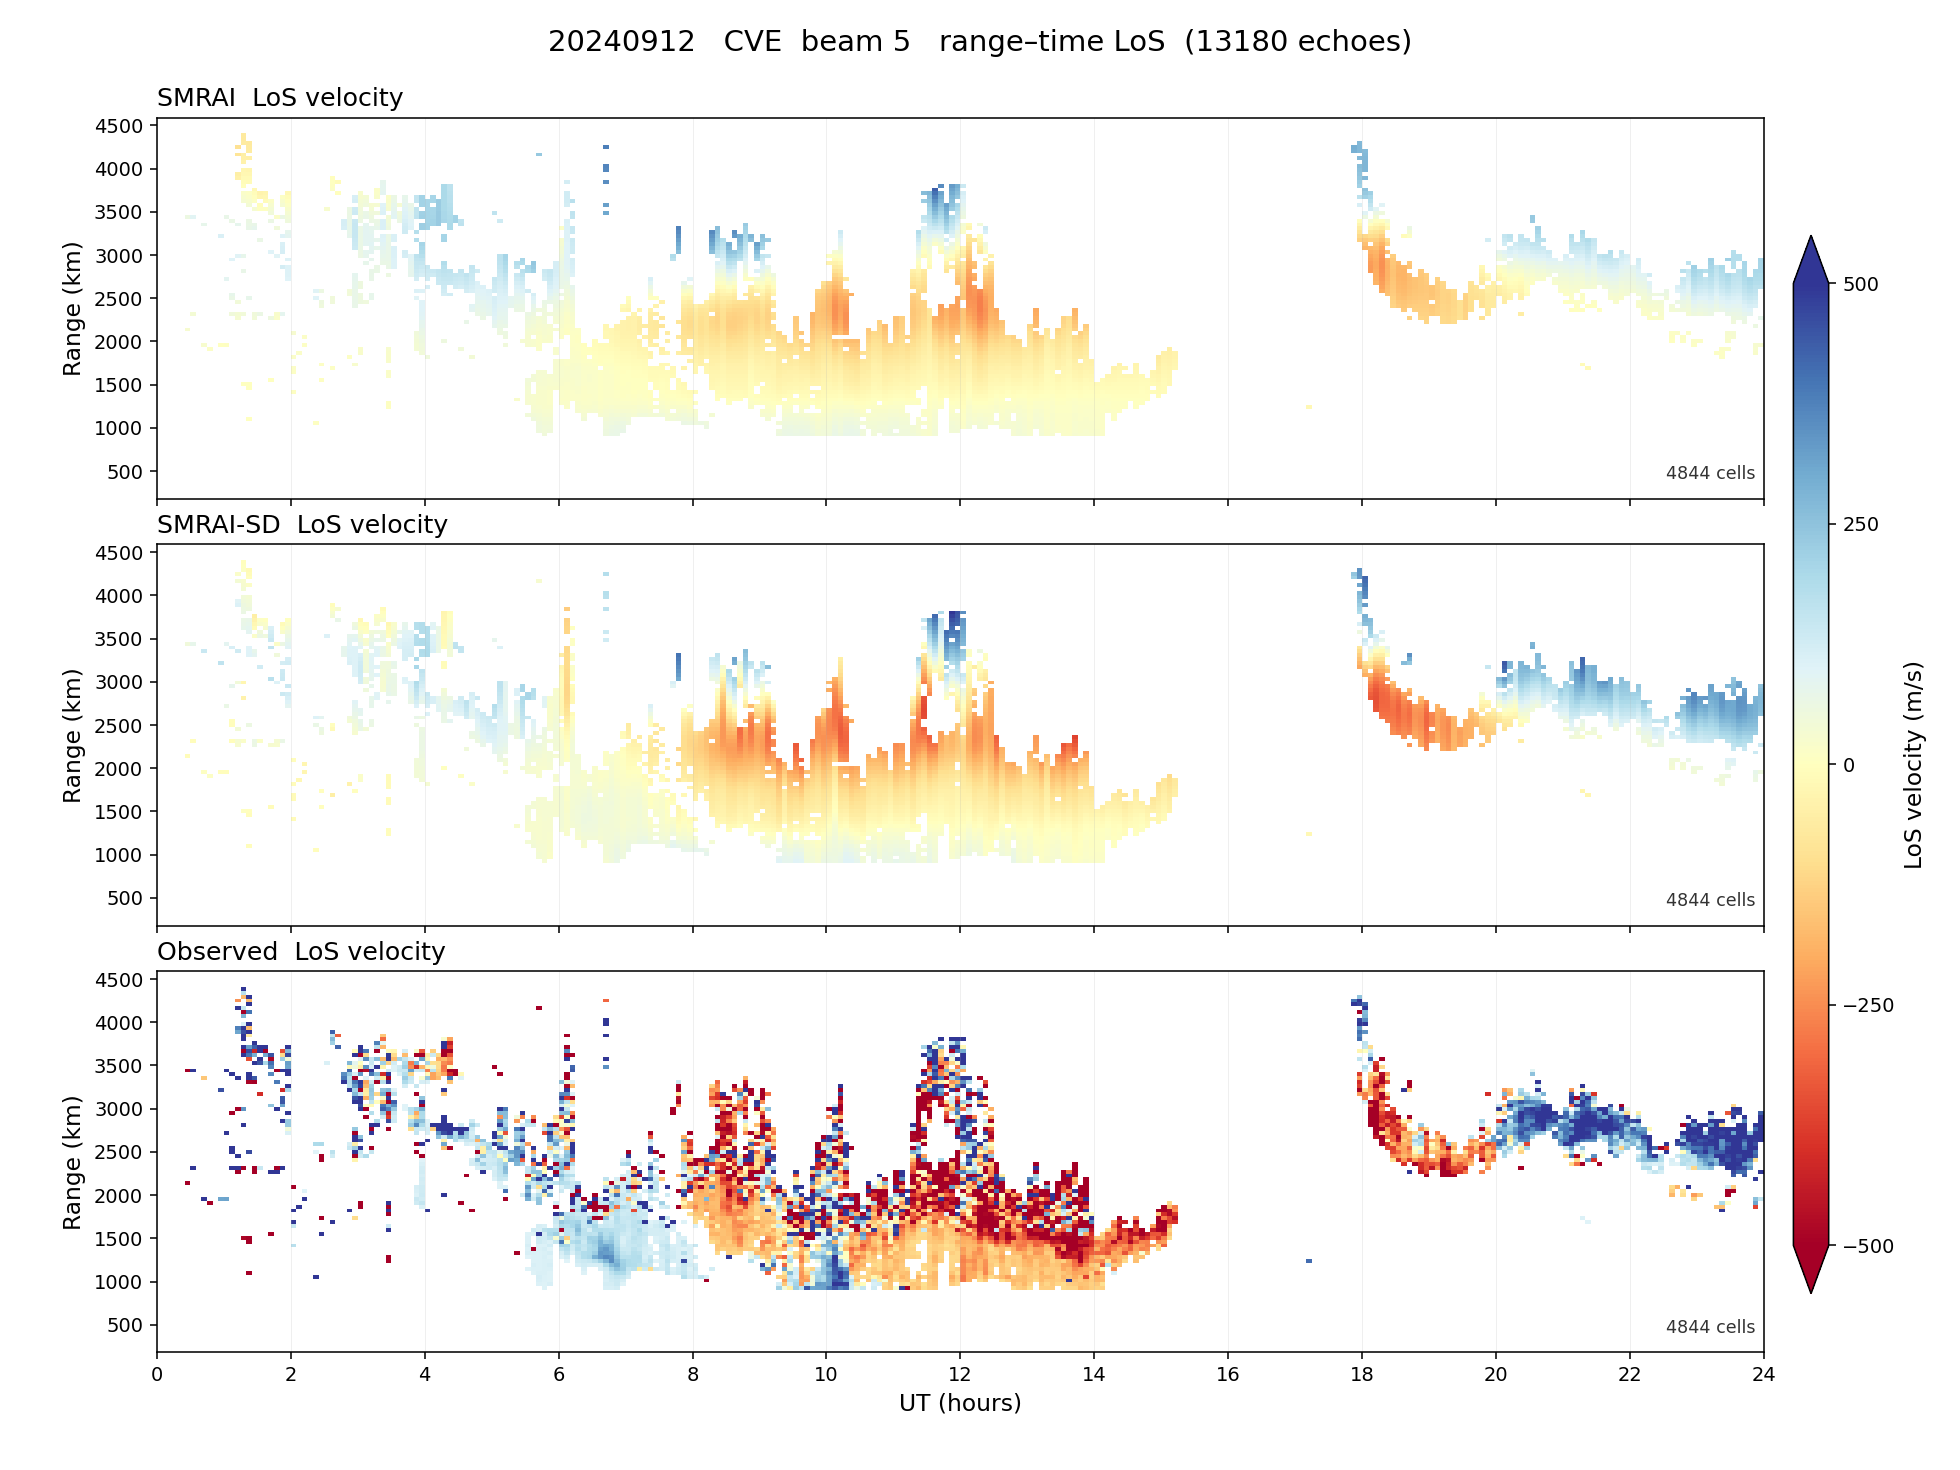 20240912   CVE  beam 5   range–time LoS  (13180 echoes)
SMRAI  LoS velocity
4500
4000
3500
3000
2500
2000
1500
1000
500
Range (km)
4844 cells
SMRAI-SD  LoS velocity
4500
4000
3500
3000
2500
2000
1500
1000
500
Range (km)
4844 cells
Observed  LoS velocity
4500
4000
3500
3000
2500
2000
1500
1000
500
Range (km)
4844 cells
0 2 4 6 8 10 12 14 16 18 20 22 24
UT (hours)
500
250
0
−250
−500
LoS velocity (m/s)